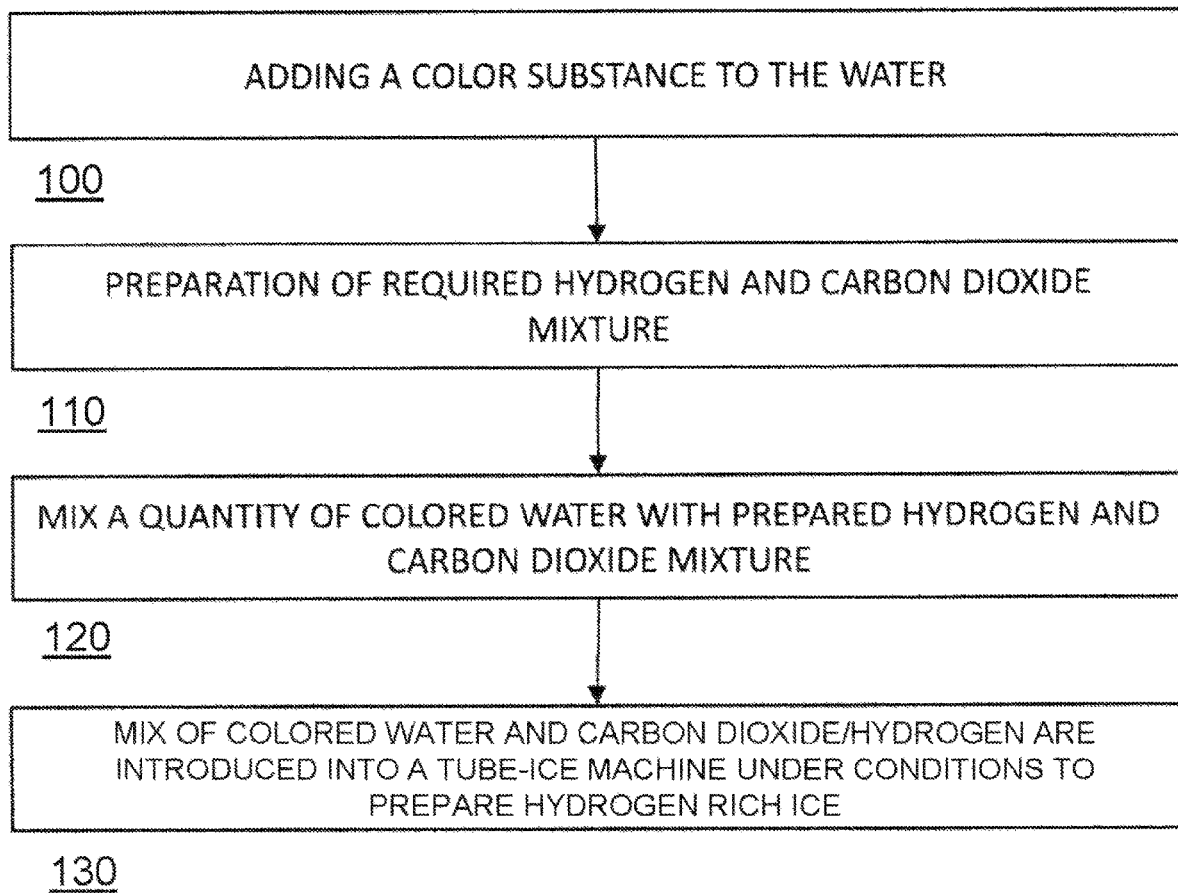 ADDING A COLOR SUBSTANCE TO THE WATER
100
PREPARATION OF REQUIRED HYDROGEN AND CARBON DIOXIDE
MIXTURE
110
MIX A QUANTITY OF COLORED WATER WITH PREPARED HYDROGEN AND
CARBON DIOXIDE MIXTURE
120
MIX OF COLORED WATER AND CARBON DIOXIDE/HYDROGEN ARE
INTRODUCED INTO A TUBE-ICE MACHINE UNDER CONDITIONS TO
PREPARE HYDROGEN RICH ICE
130